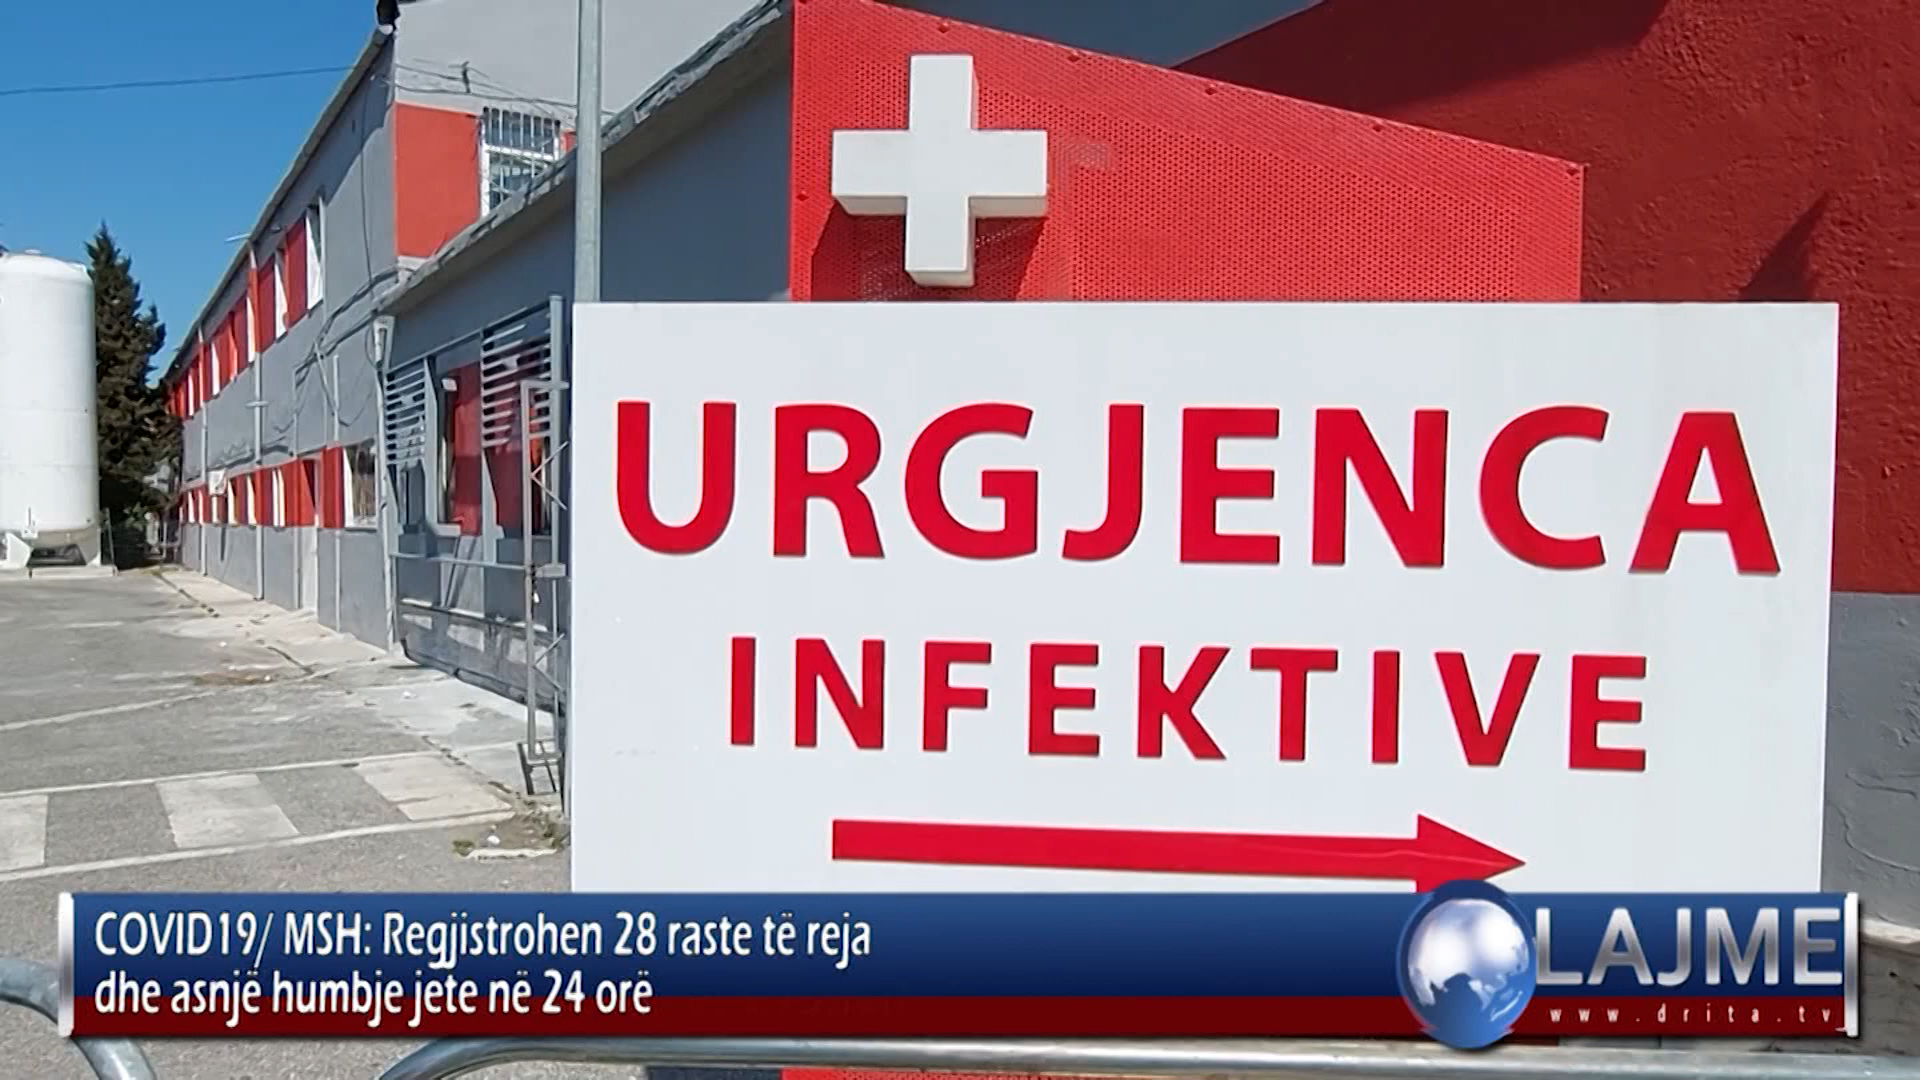 URGJENCA
INFEKTIVE
COVID19/ MSH: Regjistrohen 28 raste të reja
dhe asnjë humbje jete në 24 orë
LAJME
www.drita.tv